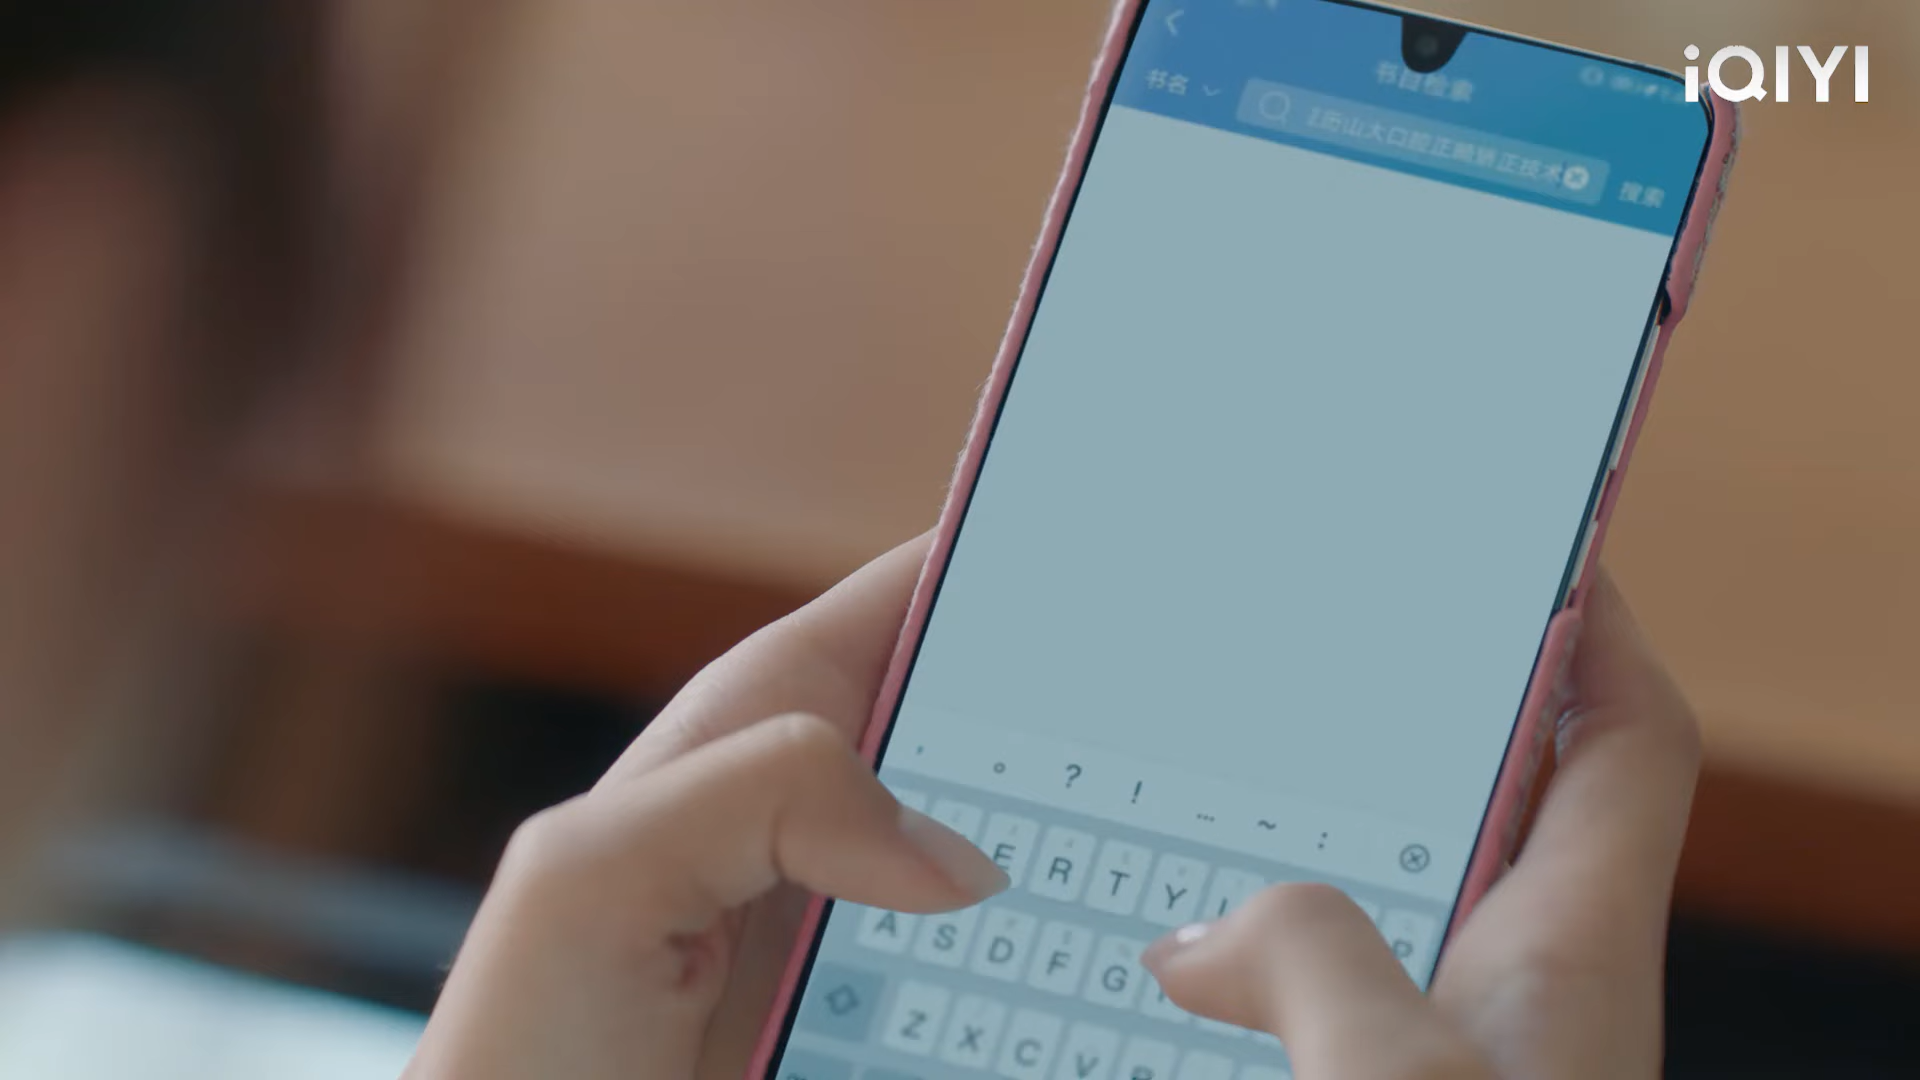 iQIYI
书目检索
书名
历山大口腔正畸矫正技术
搜索
, 。 ? ! … ~ :
E R T Y
A S D F G
Z X C V B